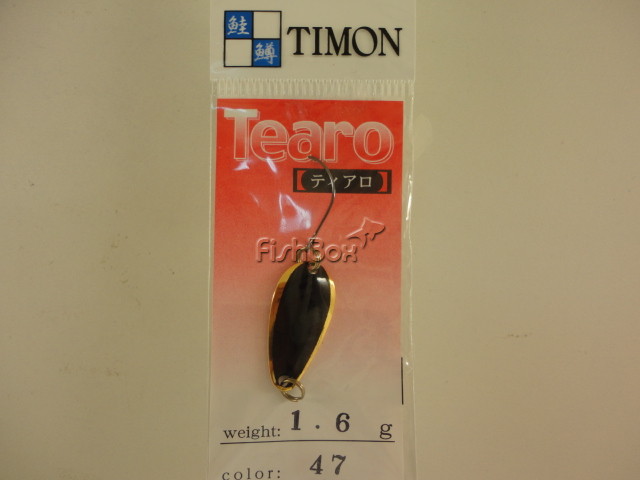 鮭 TIMON
鱒
Tearo
【ティアロ】
FishBox
weight: 1.6 g
color: 47